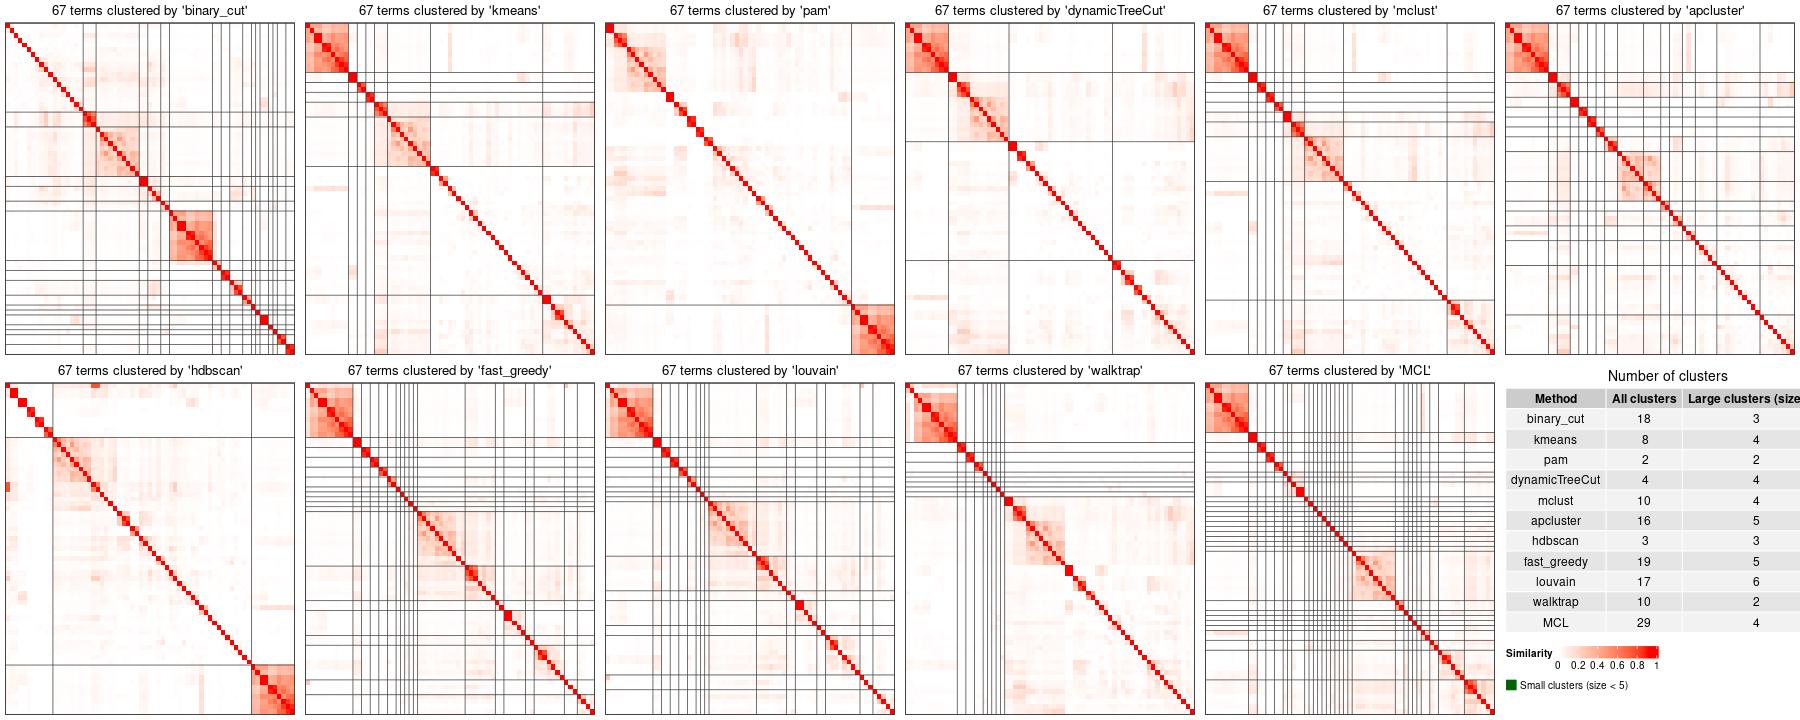 67 terms clustered by 'binary_cut'
67 terms clustered by 'kmeans'
67 terms clustered by 'pam'
67 terms clustered by 'dynamicTreeCut'
67 terms clustered by 'mclust'
67 terms clustered by 'apcluster'
67 terms clustered by 'hdbscan'
67 terms clustered by 'fast_greedy'
67 terms clustered by 'louvain'
67 terms clustered by 'walktrap'
67 terms clustered by 'MCL'
Number of clusters
Method All clusters Large clusters (size
binary_cut 18 3
kmeans 8 4
pam 2 2
dynamicTreeCut 4 4
mclust 10 4
apcluster 16 5
hdbscan 3 3
fast_greedy 19 5
louvain 17 6
walktrap 10 2
MCL 29 4
Similarity
0 0.2 0.4 0.6 0.8 1
Small clusters (size < 5)